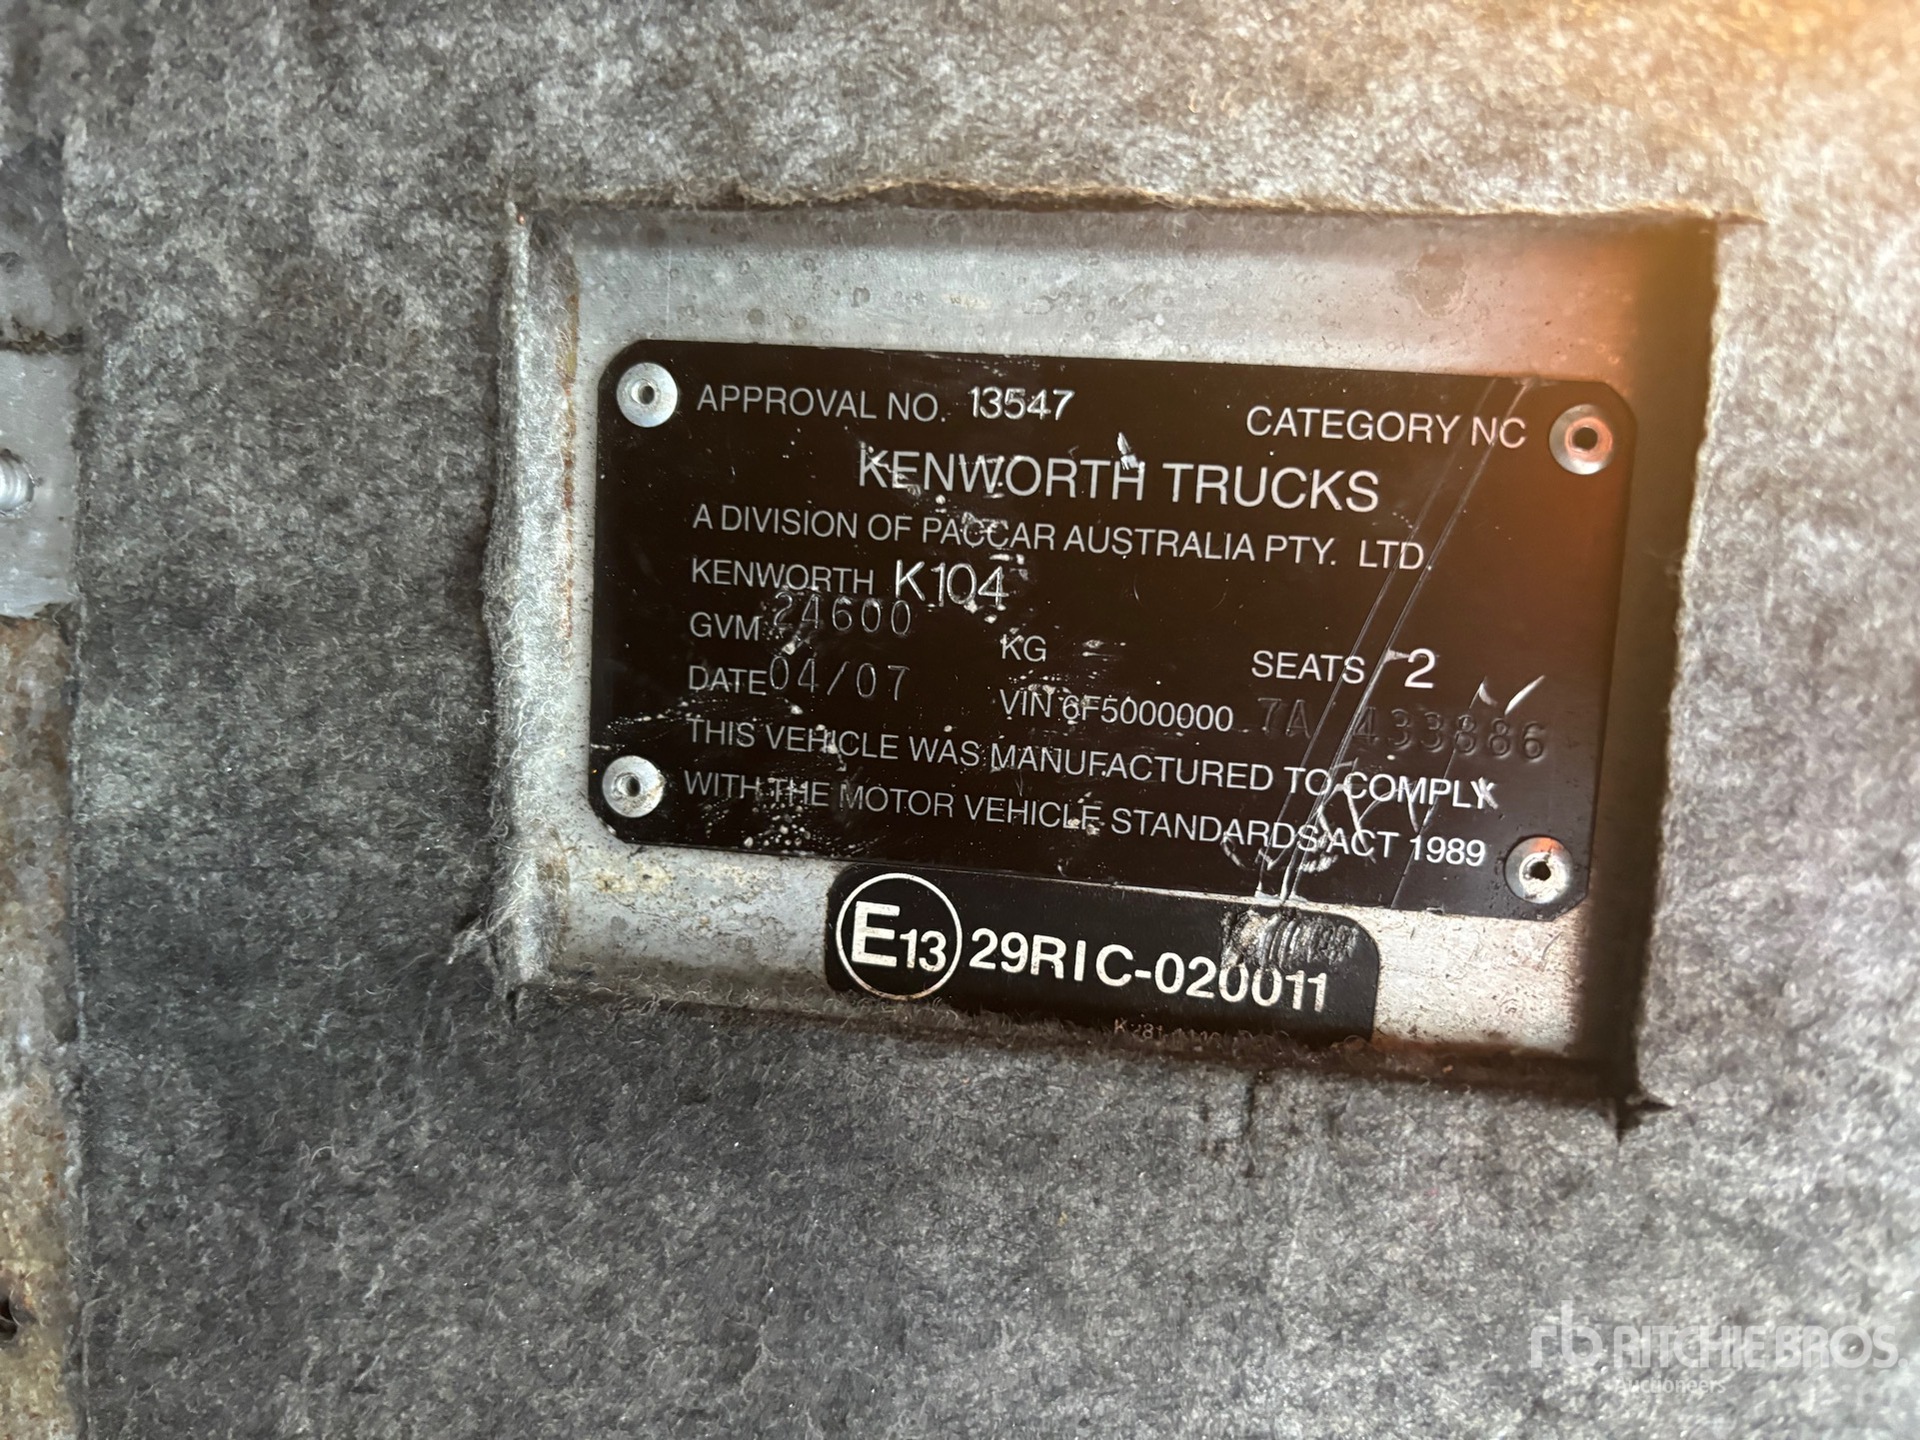 APPROVAL NO. 13547 CATEGORY NC
KENWORTH TRUCKS
A DIVISION OF PACCAR AUSTRALIA PTY. LTD.
KENWORTH K104
GVM 24600 KG SEATS 2
DATE 04/07 VIN 6F5000000 7A 433886
THIS VEHICLE WAS MANUFACTURED TO COMPLY
WITH THE MOTOR VEHICLE STANDARDS ACT 1989
E13 29RIC-020011
rb RITCHIE BROS.
Auctioneers